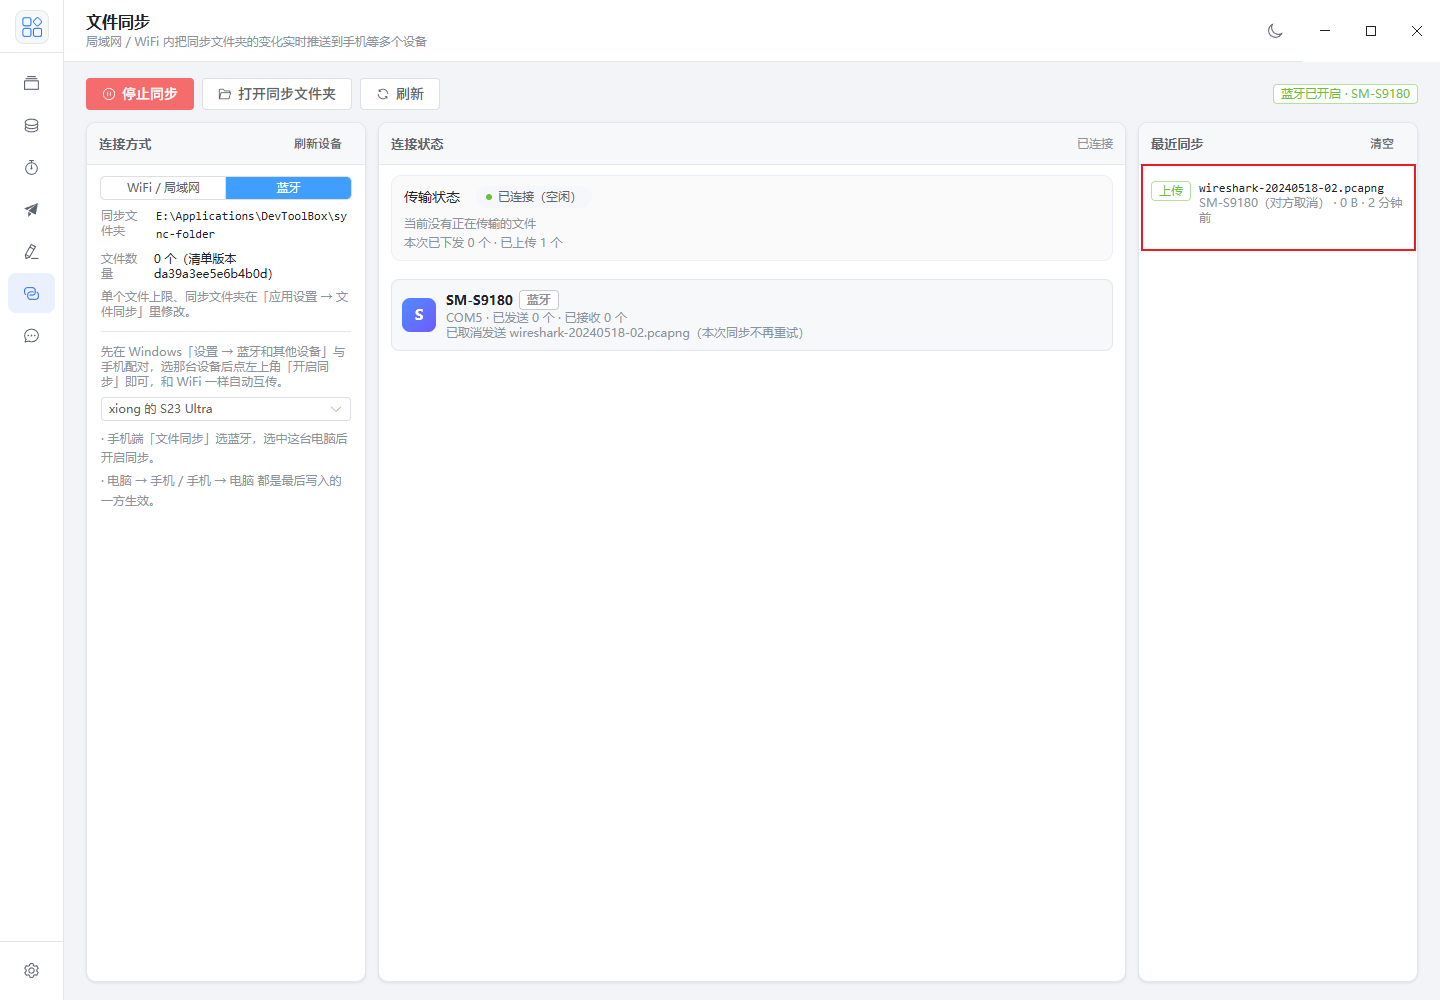 文件同步
局域网 / WiFi 内把同步文件夹的变化实时推送到手机等多个设备
停止同步
打开同步文件夹
刷新
蓝牙已开启 · SM-S9180
连接方式
刷新设备
WiFi / 局域网
蓝牙
同步文件夹
E:\Applications\DevToolBox\sy
nc-folder
文件数量
0 个（清单版本
da39a3ee5e6b4b0d）
单个文件上限、同步文件夹在「应用设置 → 文
件同步」里修改。
先在 Windows「设置 → 蓝牙和其他设备」与
手机配对，选那台设备后点左上角「开启同
步」即可，和 WiFi 一样自动互传。
xiong 的 S23 Ultra
· 手机端「文件同步」选蓝牙，选中这台电脑后
开启同步。
· 电脑 → 手机 / 手机 → 电脑 都是最后写入的
一方生效。
连接状态
已连接
传输状态
已连接（空闲）
当前没有正在传输的文件
本次已下发 0 个 · 已上传 1 个
S
SM-S9180
蓝牙
COM5 · 已发送 0 个 · 已接收 0 个
已取消发送 wireshark-20240518-02.pcapng（本次同步不再重试）
最近同步
清空
上传
wireshark-20240518-02.pcapng
SM-S9180（对方取消） · 0 B · 2 分钟
前